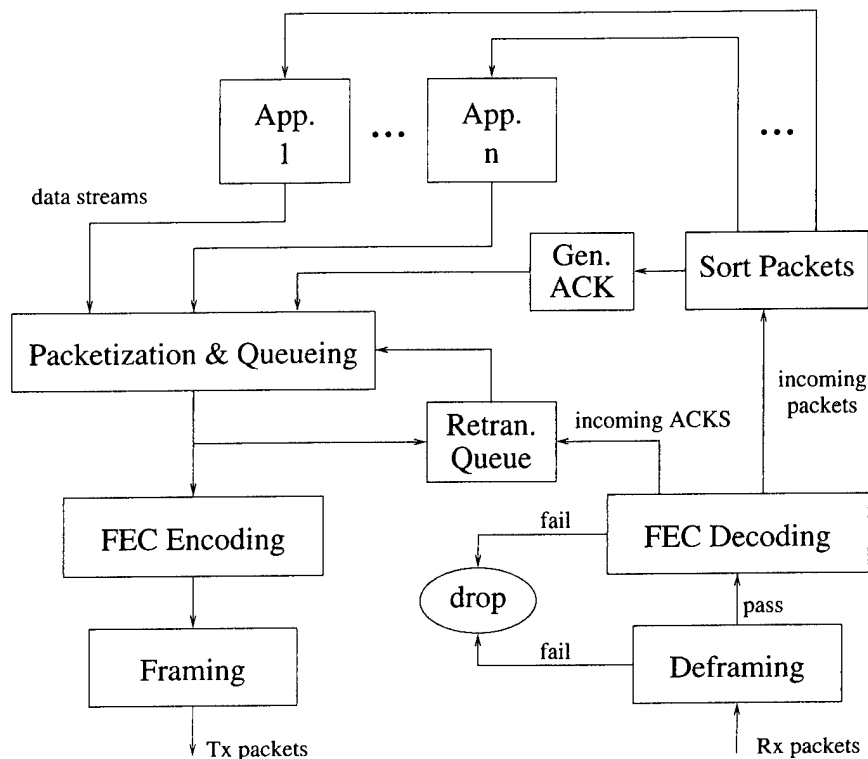 App.
1
...
App.
n
...
data streams
Gen.
ACK
Sort Packets
Packetization & Queueing
incoming
packets
Retran.
Queue
incoming ACKS
FEC Encoding
fail
FEC Decoding
drop
pass
Framing
fail
Deframing
Tx packets
Rx packets